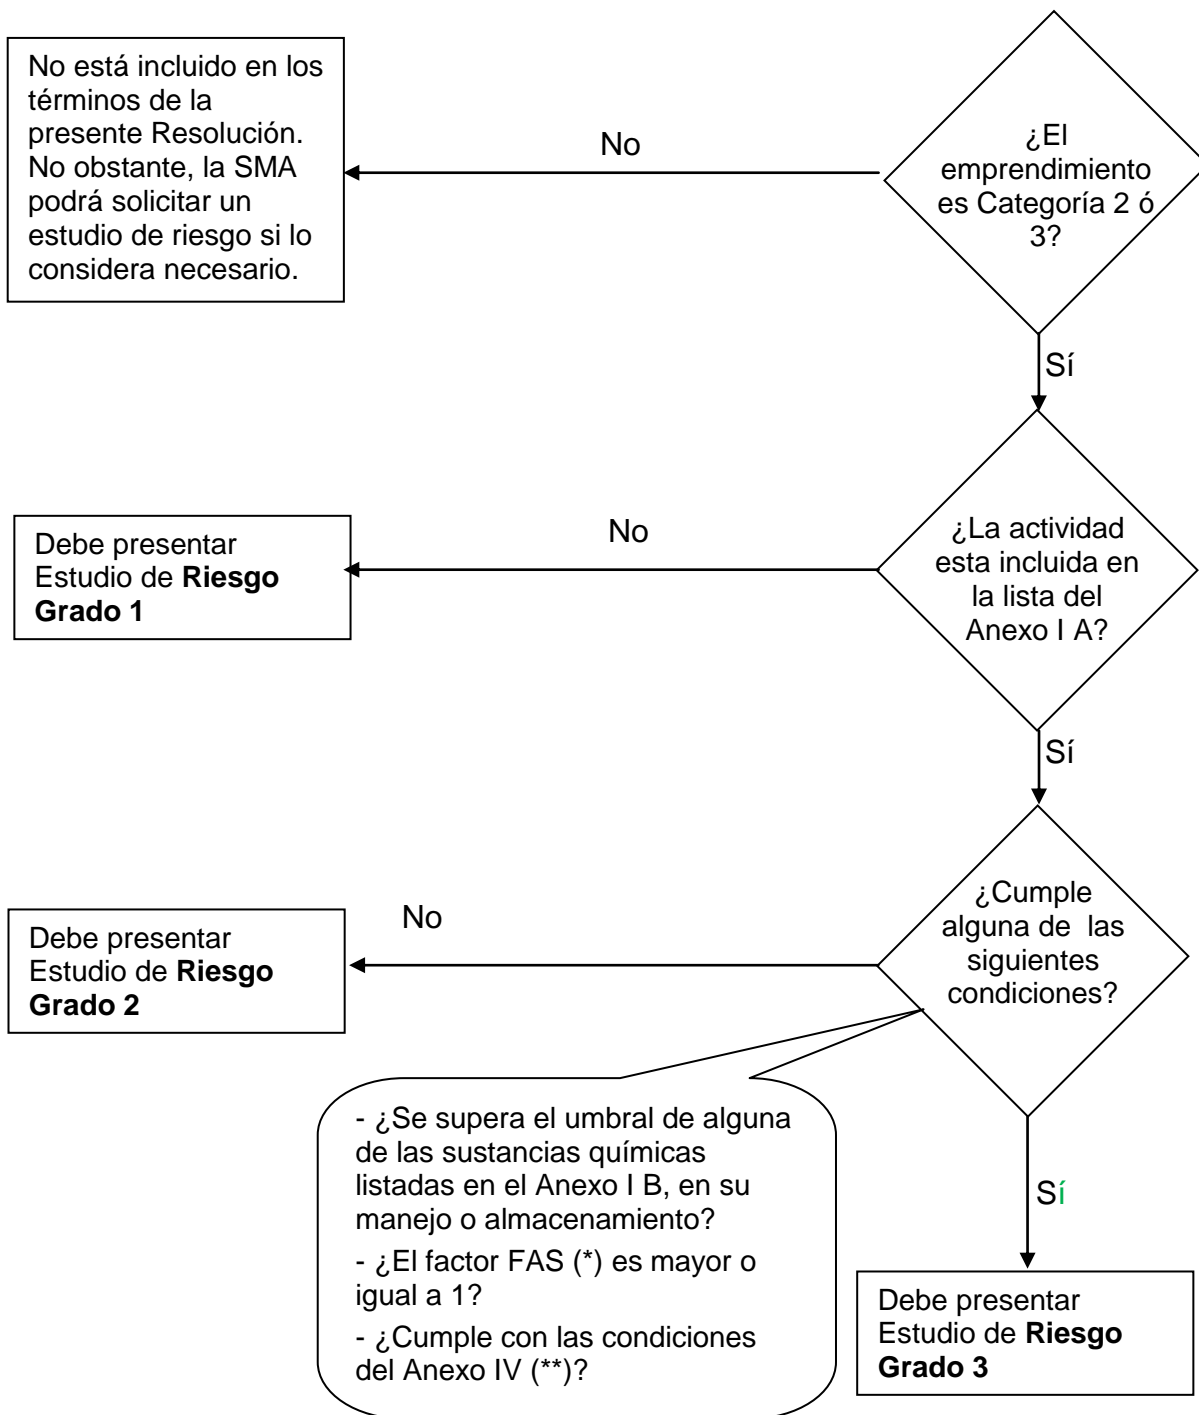 No está incluido en los
términos de la
presente Resolución.
No obstante, la SMA
podrá solicitar un
estudio de riesgo si lo
considera necesario.
No
¿El
emprendimiento
es Categoría 2 ó
3?
Sí
Debe presentar
Estudio de Riesgo
Grado 1
No
¿La actividad
esta incluida en
la lista del
Anexo I A?
Sí
Debe presentar
Estudio de Riesgo
Grado 2
No
¿Cumple
alguna de las
siguientes
condiciones?
- ¿Se supera el umbral de alguna
de las sustancias químicas
listadas en el Anexo I B, en su
manejo o almacenamiento?
- ¿El factor FAS (*) es mayor o
igual a 1?
- ¿Cumple con las condiciones
del Anexo IV (**)?
Sí
Debe presentar
Estudio de Riesgo
Grado 3